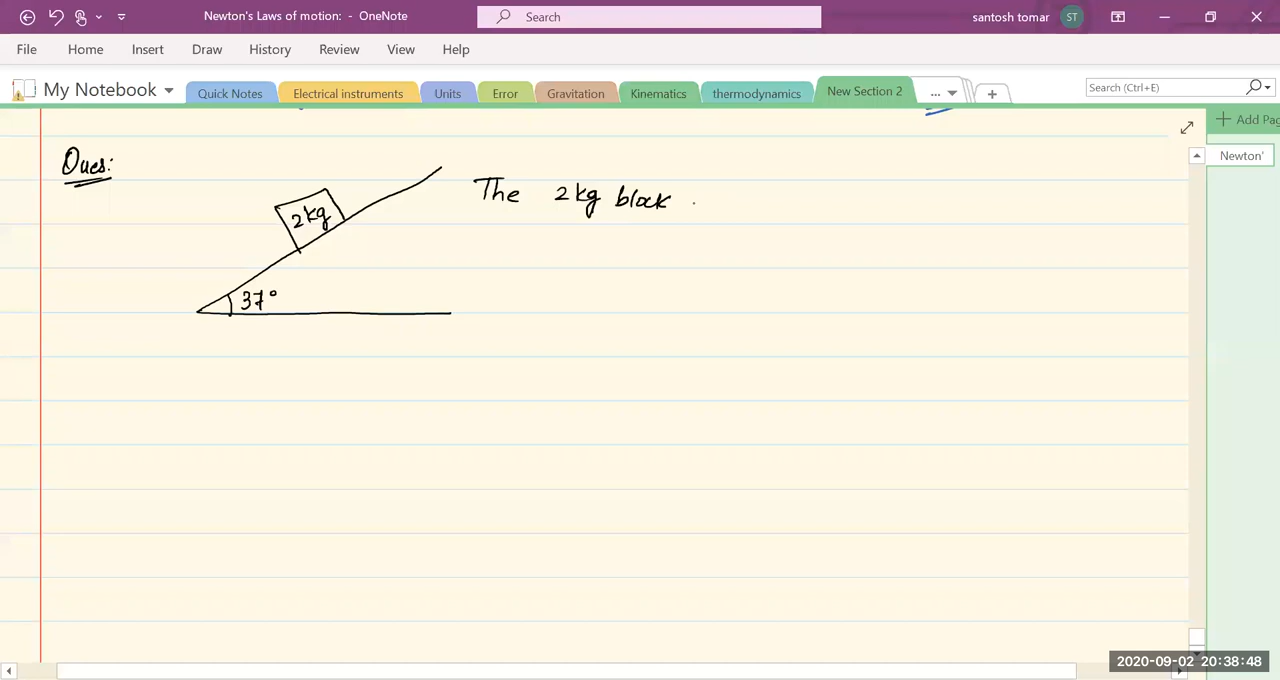 Newton's Laws of motion: - OneNote
Search
santosh tomar
ST
File Home Insert Draw History Review View Help
My Notebook
Quick Notes
Electrical instruments
Units
Error
Gravitation
Kinematics
thermodynamics
New Section 2
...
Search (Ctrl+E)
Add Pag
Newton'
Ques:
The 2kg block
2kg
37°
2020-09-02 20:38:48